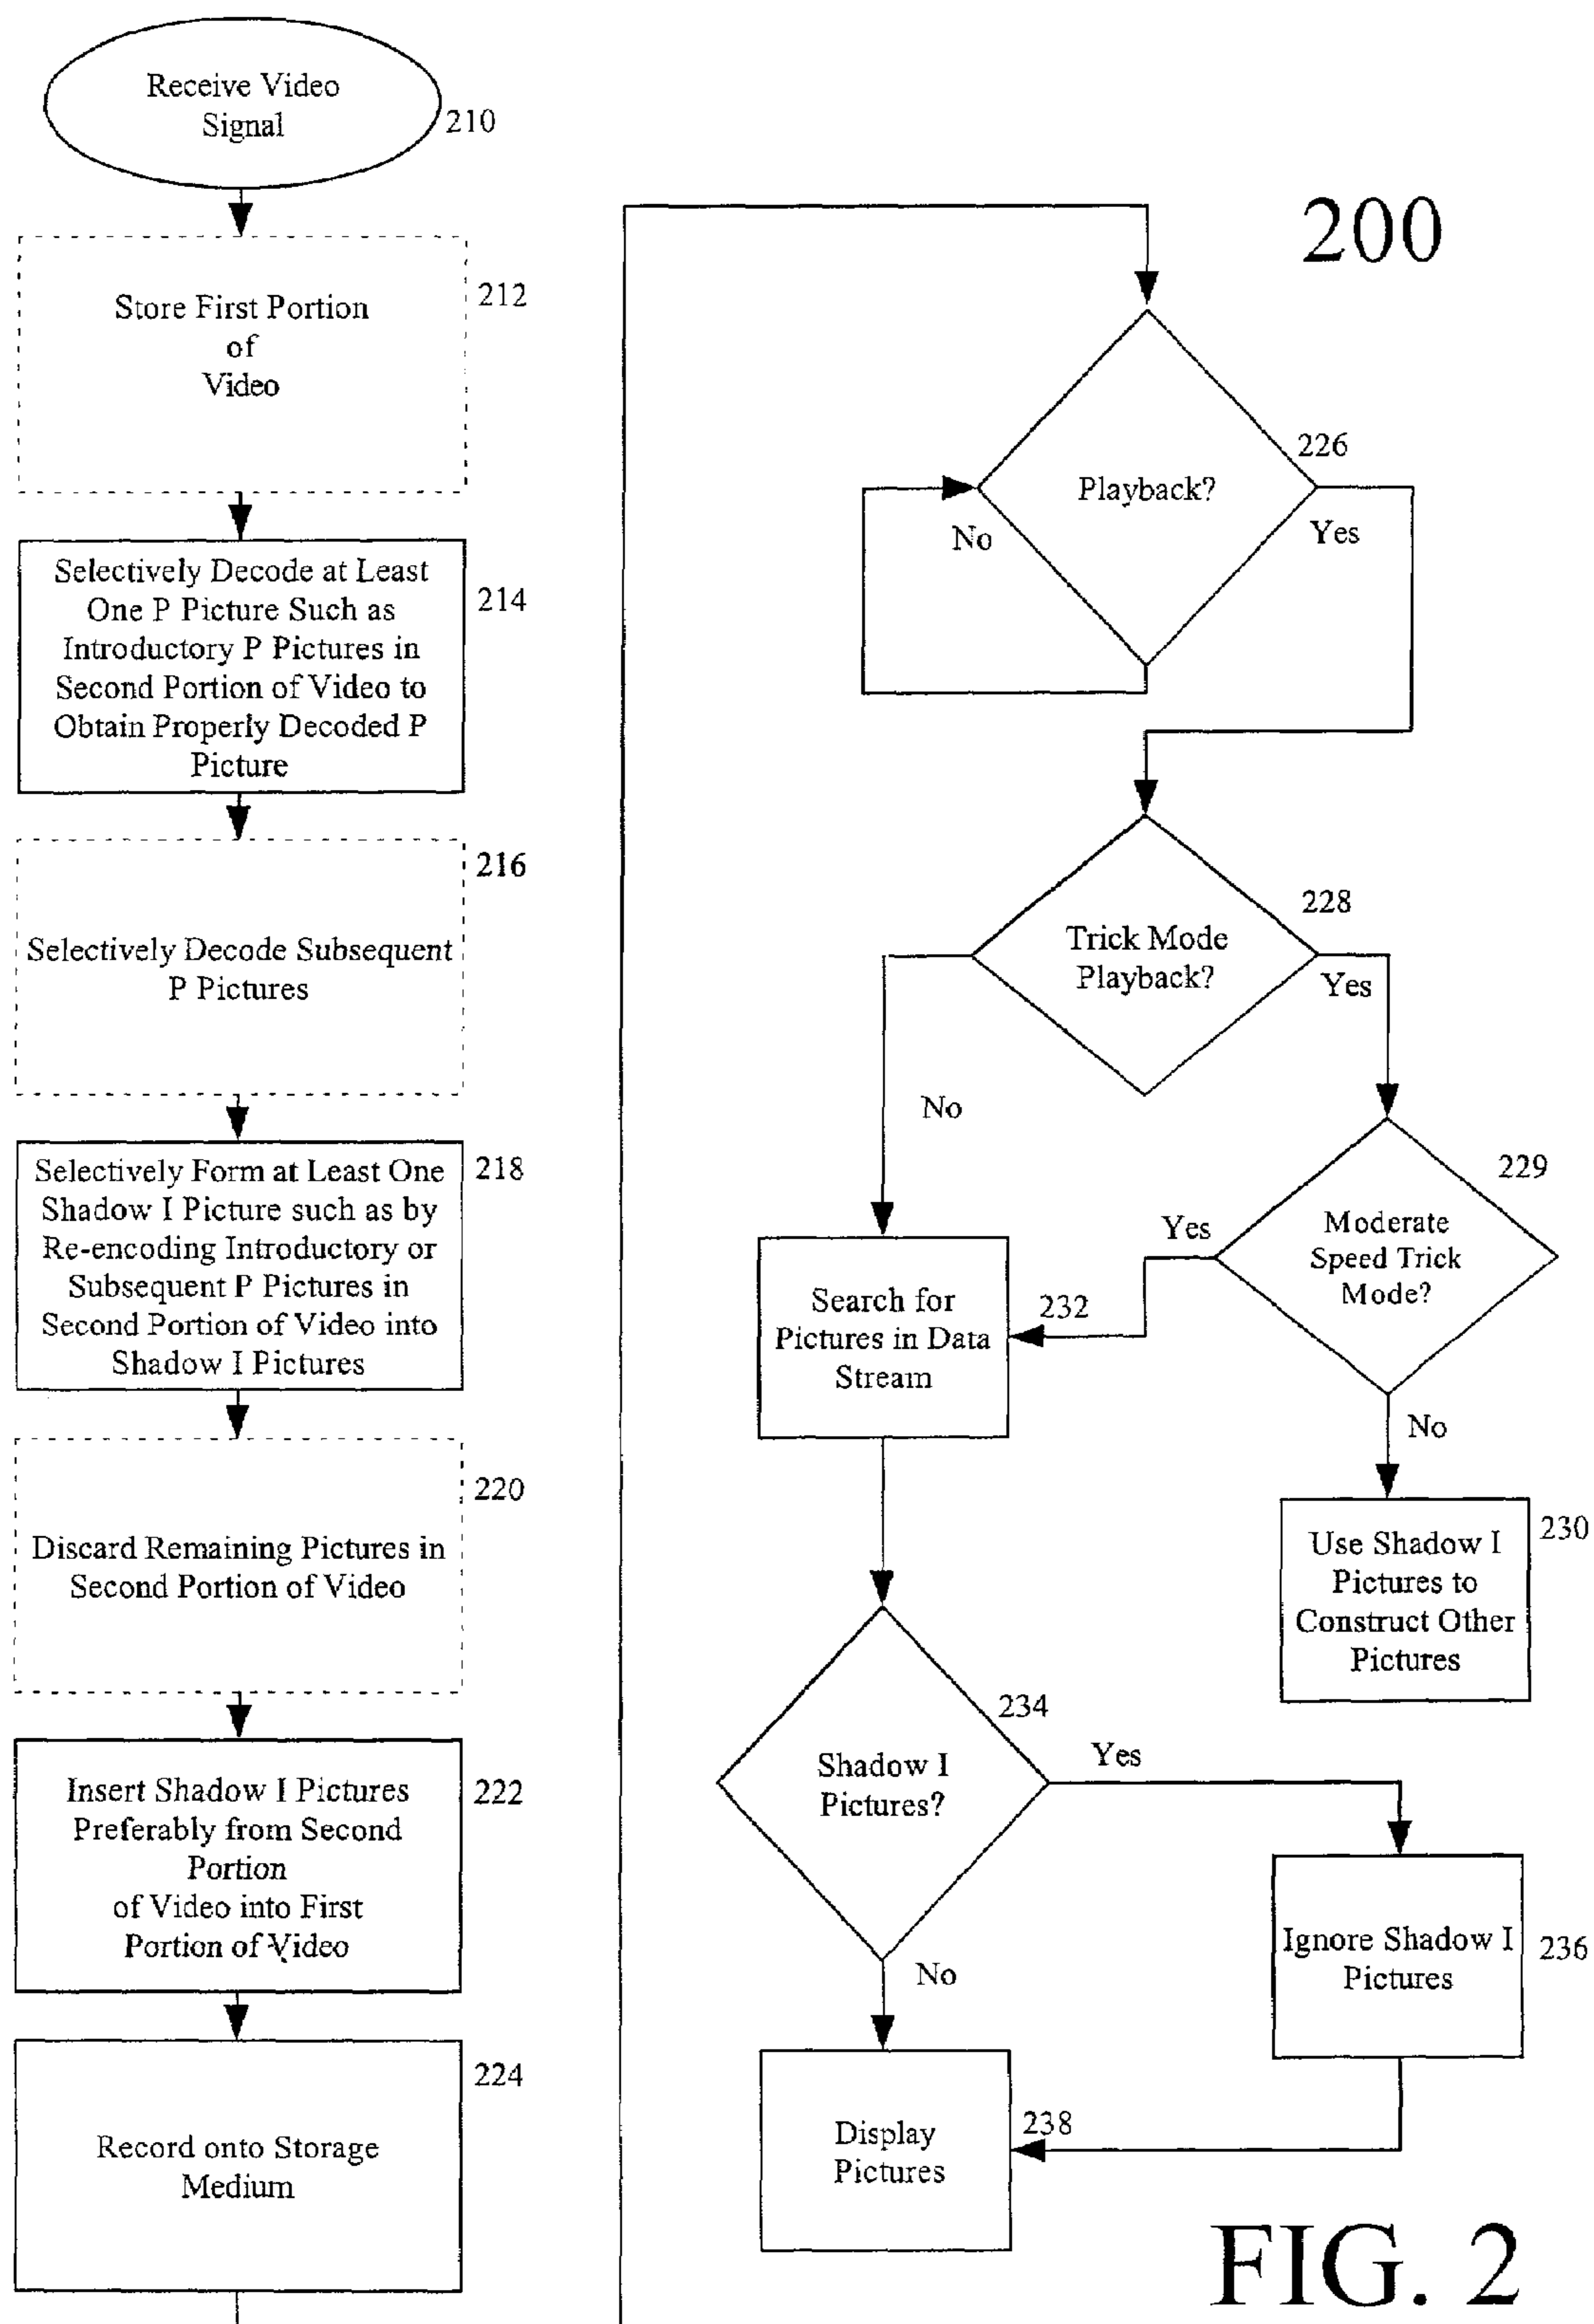 Receive Video
Signal
210
Store First Portion
of
Video
212
Selectively Decode at Least
One P Picture Such as
Introductory P Pictures in
Second Portion of Video to
Obtain Properly Decoded P
Picture
214
Selectively Decode Subsequent
P Pictures
216
Selectively Form at Least One
Shadow I Picture such as by
Re-encoding Introductory or
Subsequent P Pictures in
Second Portion of Video into
Shadow I Pictures
218
Discard Remaining Pictures in
Second Portion of Video
220
Insert Shadow I Pictures
Preferably from Second
Portion
of Video into First
Portion of Video
222
Record onto Storage
Medium
224
200
Playback?
226
No
Yes
Trick Mode
Playback?
228
Yes
No
Moderate
Speed Trick
Mode?
229
Yes
No
Search for
Pictures in Data
Stream
232
Use Shadow I
Pictures to
Construct Other
Pictures
230
Shadow I
Pictures?
234
Yes
No
Ignore Shadow I
Pictures
236
Display
Pictures
238
FIG. 2